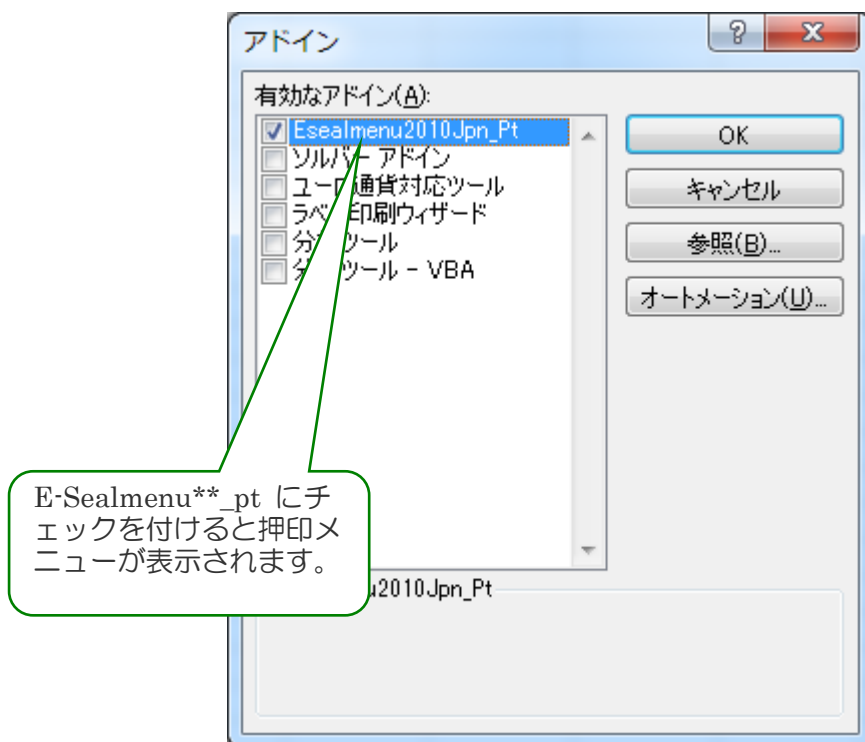 アドイン
有効なアドイン(A):
Esealmenu2010Jpn_Pt
ソルバー アドイン
ユーロ通貨対応ツール
ラベル印刷ウィザード
ツール
ツール - VBA
OK
キャンセル
参照(B)...
オートメーション(U)...
E-Sealmenu**_pt にチ
ェックを付けると押印メ
ニューが表示されます。
u2010Jpn_Pt